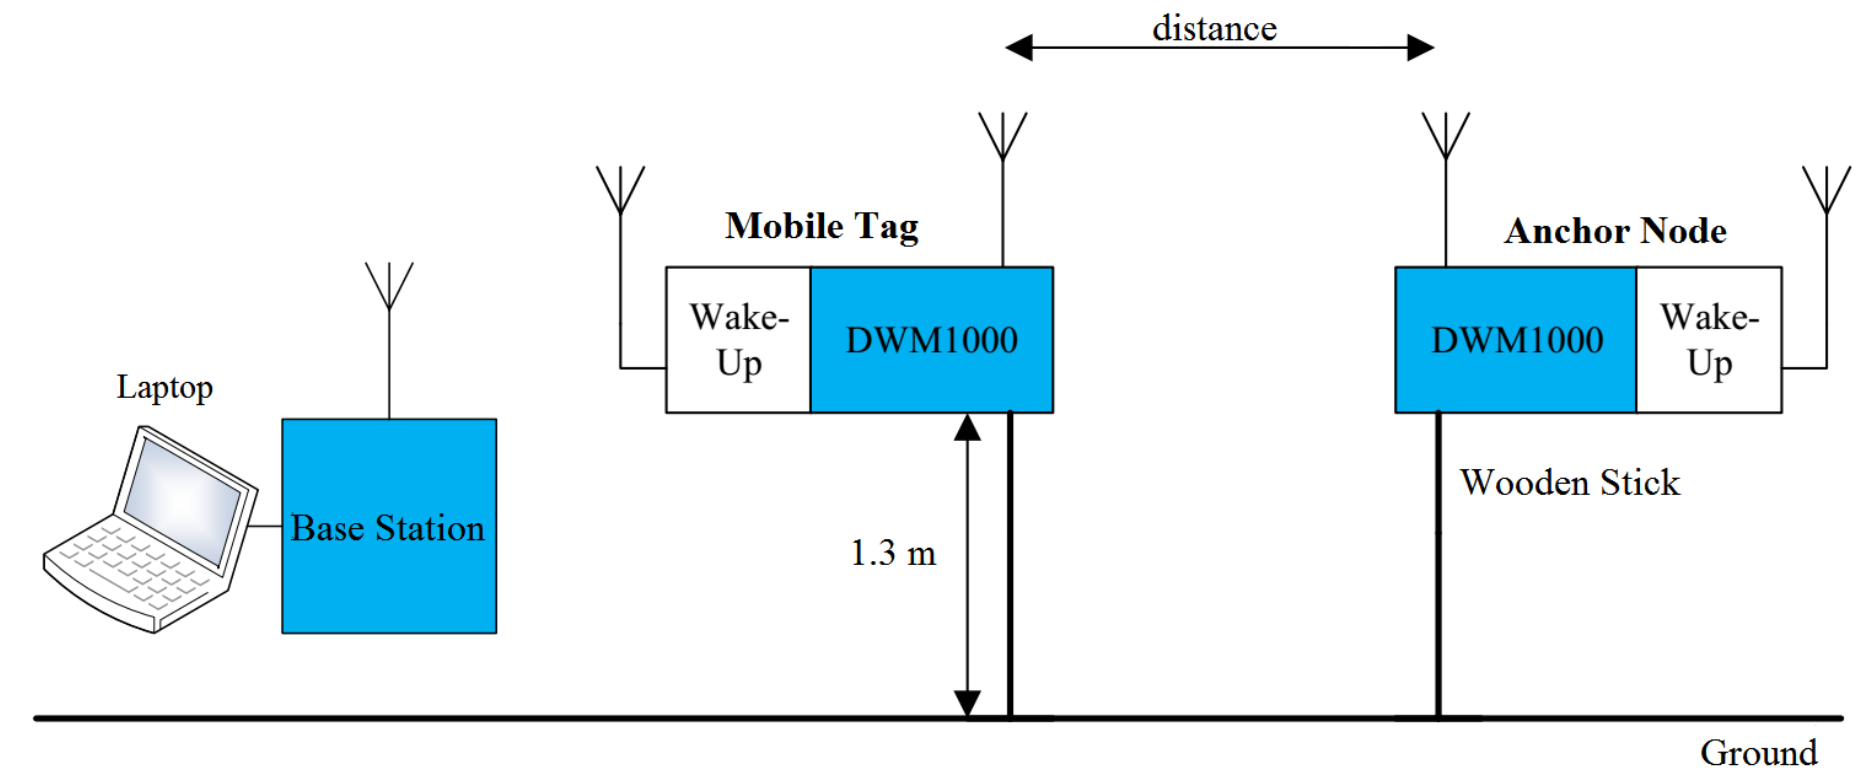 distance
Mobile Tag
Anchor Node
Wake-
Up
DWM1000
DWM1000
Wake-
Up
Laptop
Base Station
Wooden Stick
1.3 m
Ground